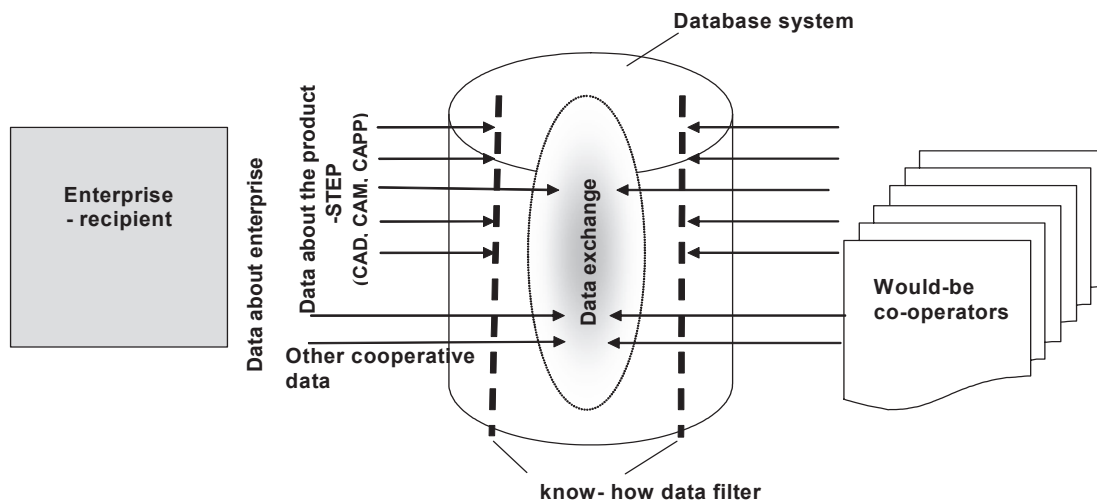 Database system
Enterprise
- recipient
Data about enterprise
Data about the product
-STEP
(CAD, CAM, CAPP)
Other cooperative
data
Data exchange
Would-be
co-operators
know- how data filter